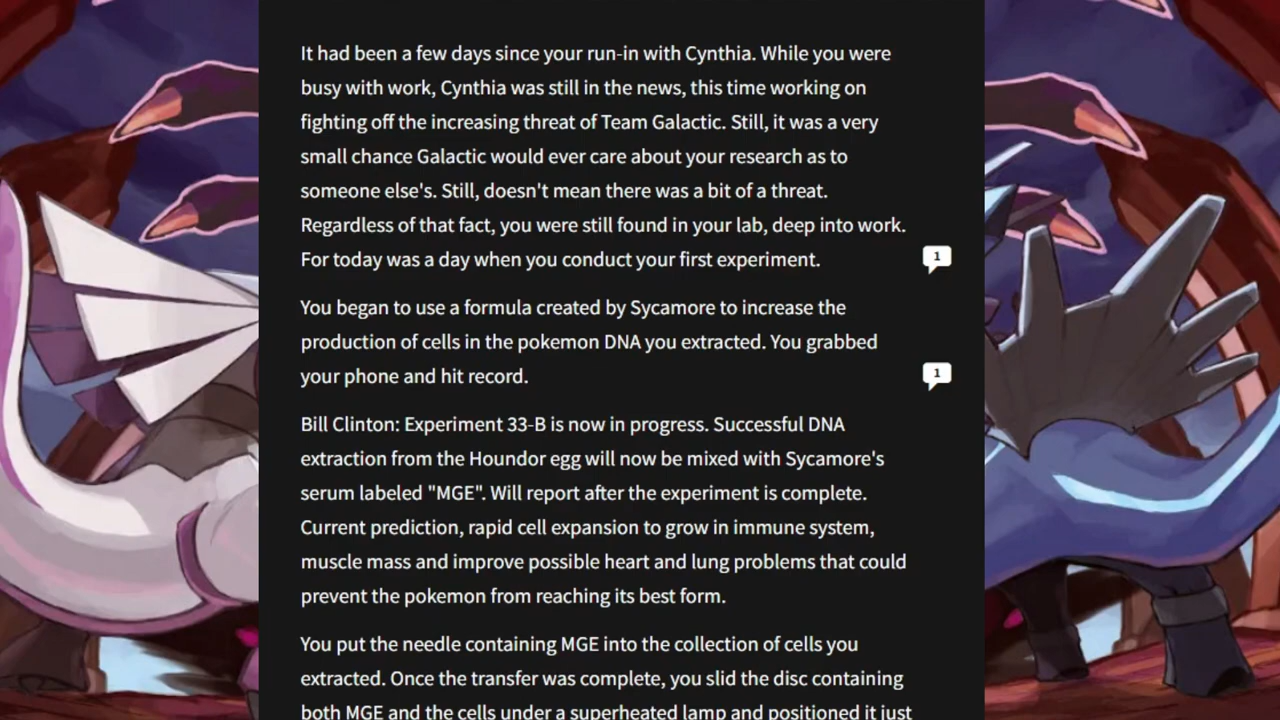 It had been a few days since your run-in with Cynthia. While you were
busy with work, Cynthia was still in the news, this time working on
fighting off the increasing threat of Team Galactic. Still, it was a very
small chance Galactic would ever care about your research as to
someone else's. Still, doesn't mean there was a bit of a threat.
Regardless of that fact, you were still found in your lab, deep into work.
For today was a day when you conduct your first experiment.
1
You began to use a formula created by Sycamore to increase the
production of cells in the pokemon DNA you extracted. You grabbed
your phone and hit record.
1
Bill Clinton: Experiment 33-B is now in progress. Successful DNA
extraction from the Houndor egg will now be mixed with Sycamore's
serum labeled "MGE". Will report after the experiment is complete.
Current prediction, rapid cell expansion to grow in immune system,
muscle mass and improve possible heart and lung problems that could
prevent the pokemon from reaching its best form.
You put the needle containing MGE into the collection of cells you
extracted. Once the transfer was complete, you slid the disc containing
both MGE and the cells under a superheated lamp and positioned it just